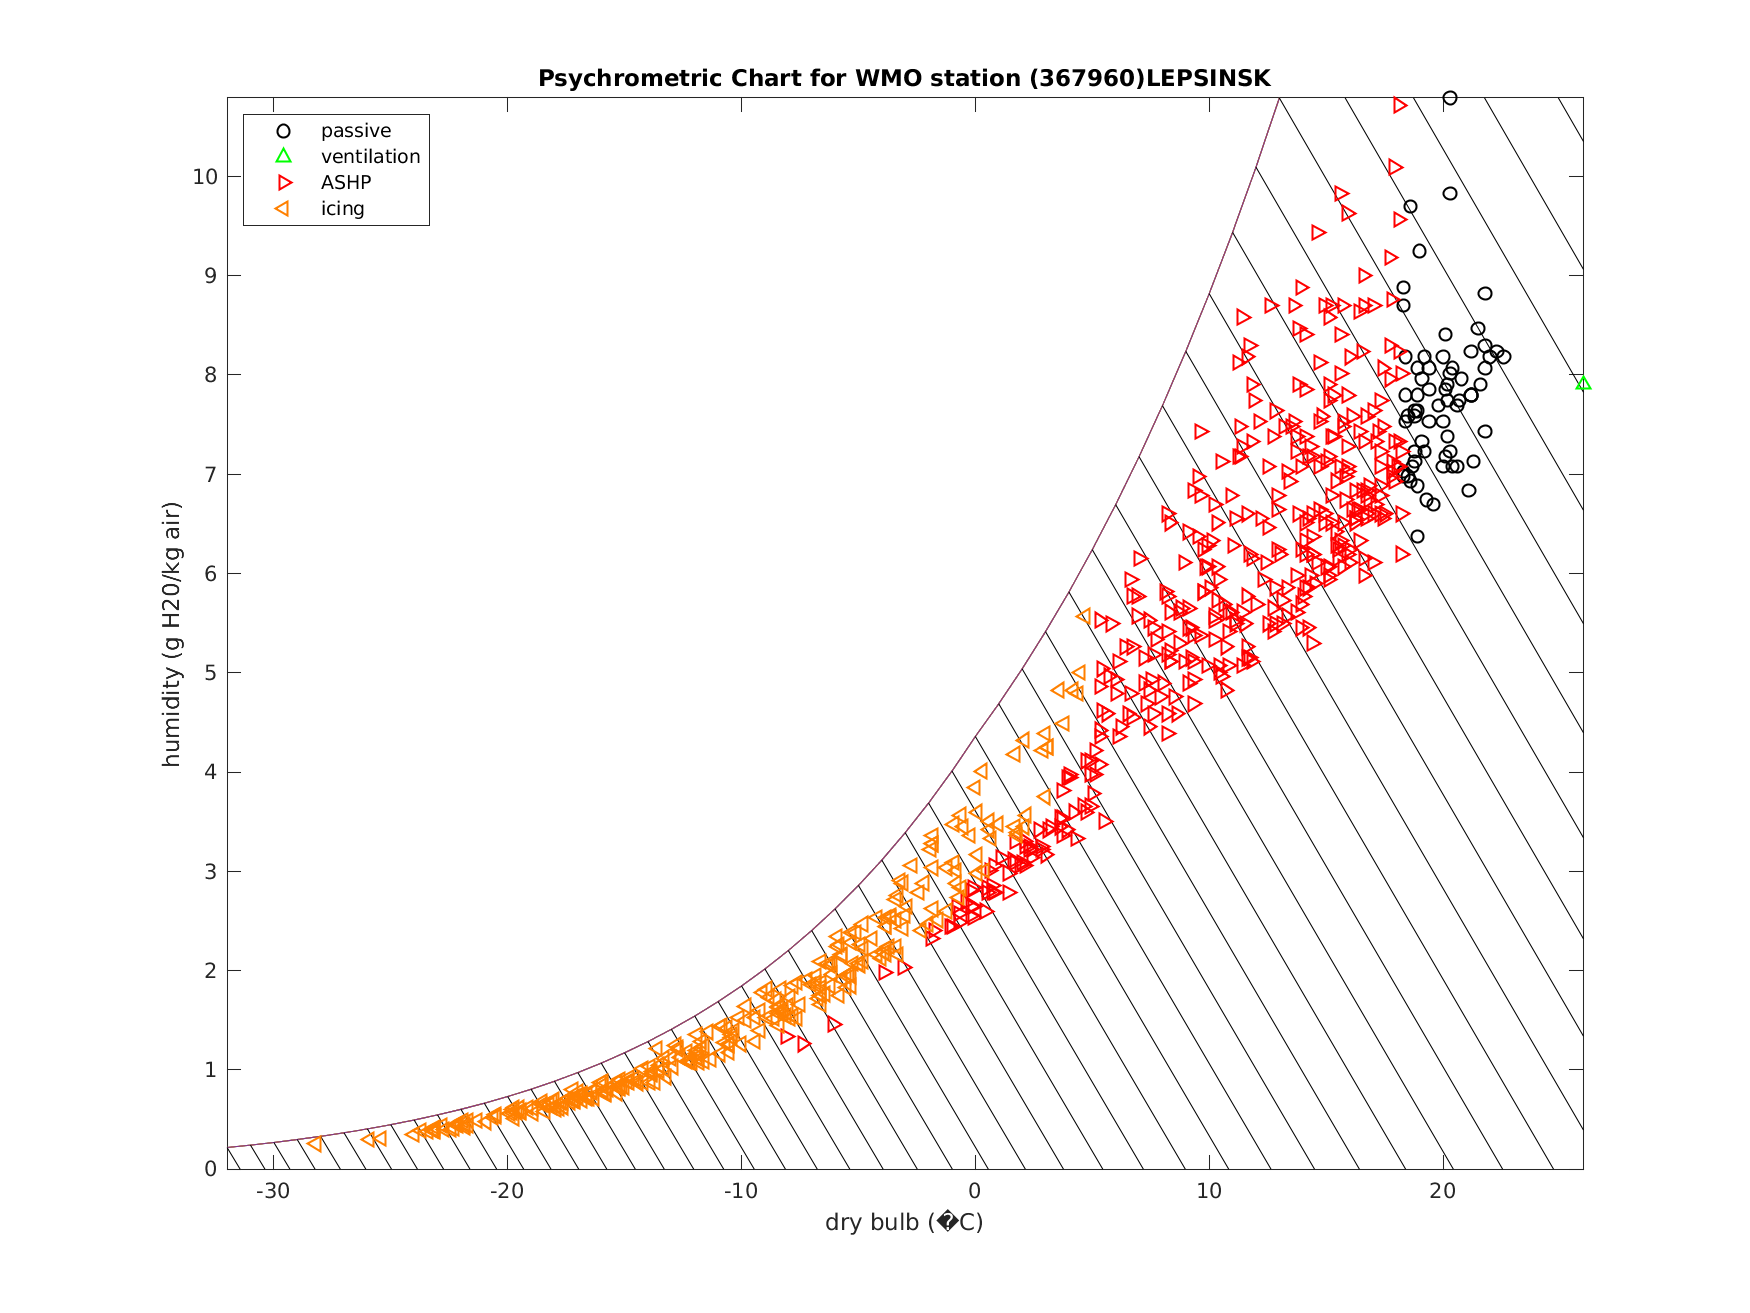 Psychrometric Chart for WMO station (367960)LEPSINSK
passive
ventilation
ASHP
icing
10
9
8
7
6
5
4
3
2
1
0
humidity (g H20/kg air)
-30 -20 -10 0 10 20
dry bulb (�C)